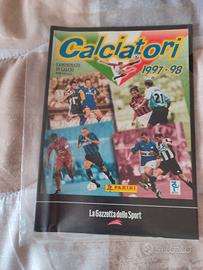 Calciatori
1997-98
CAMPIONATO
DI CALCIO
PANINI
La Gazzetta dello Sport